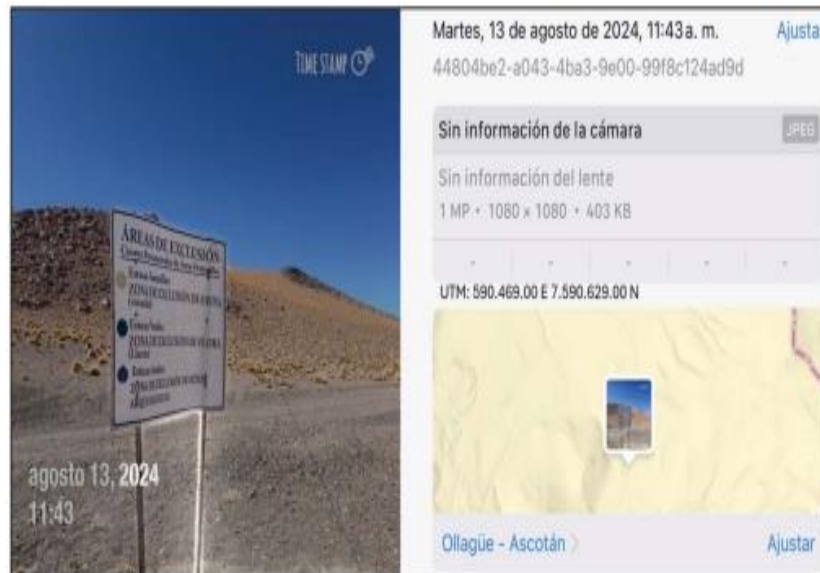 TIME STAMP
ÁREAS DE EXCLUSIÓN
ZONA DE EXCLUSIÓN DE
ZONA DE EXCLUSIÓN DE
ZONA DE EXCLUSIÓN DE
agosto 13, 2024
11:43
Martes, 13 de agosto de 2024, 11:43 a. m.
Ajusta
44804be2-a043-4ba3-9e00-99f8c124ad9d
Sin información de la cámara
JPEG
Sin información del lente
1 MP • 1080 × 1080 • 403 KB
- - - - -
UTM: 590.469.00 E 7.590.629.00 N
Ollagüe - Ascotán >
Ajustar